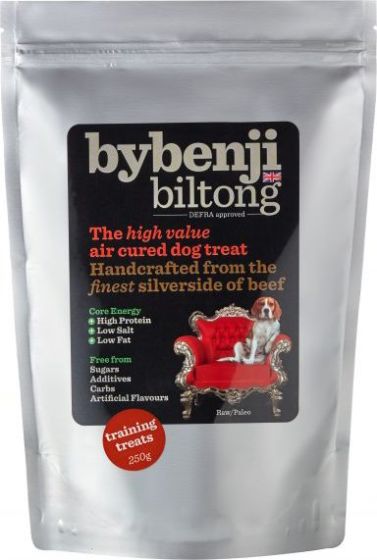 bybenji
biltong
DEFRA approved
The high value
air cured dog treat
Handcrafted from the
finest silverside of beef
Core Energy
+ High Protein
+ Low Salt
+ Low Fat
Free from
Sugars
Additives
Carbs
Artificial Flavours
Raw/Paleo
training
treats
250g